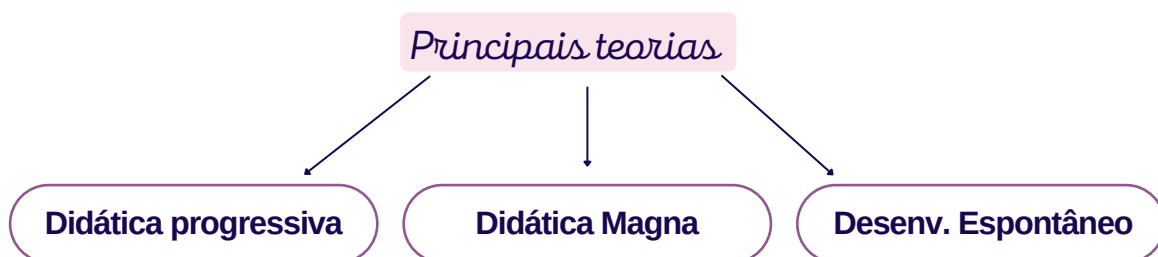 Principais teorias
Didática progressiva
Didática Magna
Desenv. Espontâneo